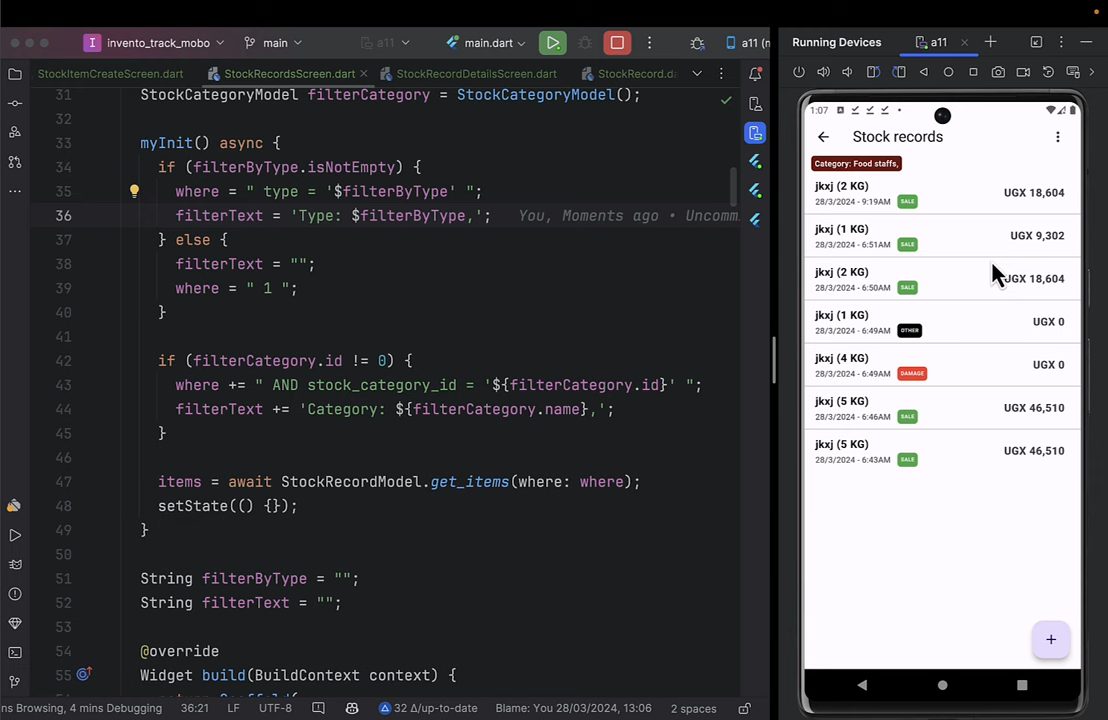 invento_track_mobo
main
a11
main.dart
a11 (m
Running Devices
a11
StockItemCreateScreen.dart
StockRecordsScreen.dart
StockRecordDetailsScreen.dart
StockRecord.da
31 StockCategoryModel filterCategory = StockCategoryModel();
32
33 myInit() async {
34 if (filterByType.isNotEmpty) {
35 where = " type = '$filterByType' ";
36 filterText = 'Type: $filterByType,'; You, Moments ago • Uncomm
37 } else {
38 filterText = "";
39 where = " 1 ";
40 }
41
42 if (filterCategory.id != 0) {
43 where += " AND stock_category_id = '${filterCategory.id}' ";
44 filterText += 'Category: ${filterCategory.name},';
45 }
46
47 items = await StockRecordModel.get_items(where: where);
48 setState(() {});
49 }
50
51 String filterByType = "";
52 String filterText = "";
53
54 @override
55 Widget build(BuildContext context) {
1:07
Stock records
Category: Food staffs,
jkxj (2 KG)
28/3/2024 - 9:19AM SALE
UGX 18,604
jkxj (1 KG)
28/3/2024 - 6:51AM SALE
UGX 9,302
jkxj (2 KG)
28/3/2024 - 6:50AM SALE
UGX 18,604
jkxj (1 KG)
28/3/2024 - 6:49AM OTHER
UGX 0
jkxj (4 KG)
28/3/2024 - 6:49AM DAMAGE
UGX 0
jkxj (5 KG)
28/3/2024 - 6:46AM SALE
UGX 46,510
jkxj (5 KG)
28/3/2024 - 6:43AM SALE
UGX 46,510
ns Browsing, 4 mins Debugging
36:21
LF
UTF-8
32 Δ/up-to-date
Blame: You 28/03/2024, 13:06
2 spaces